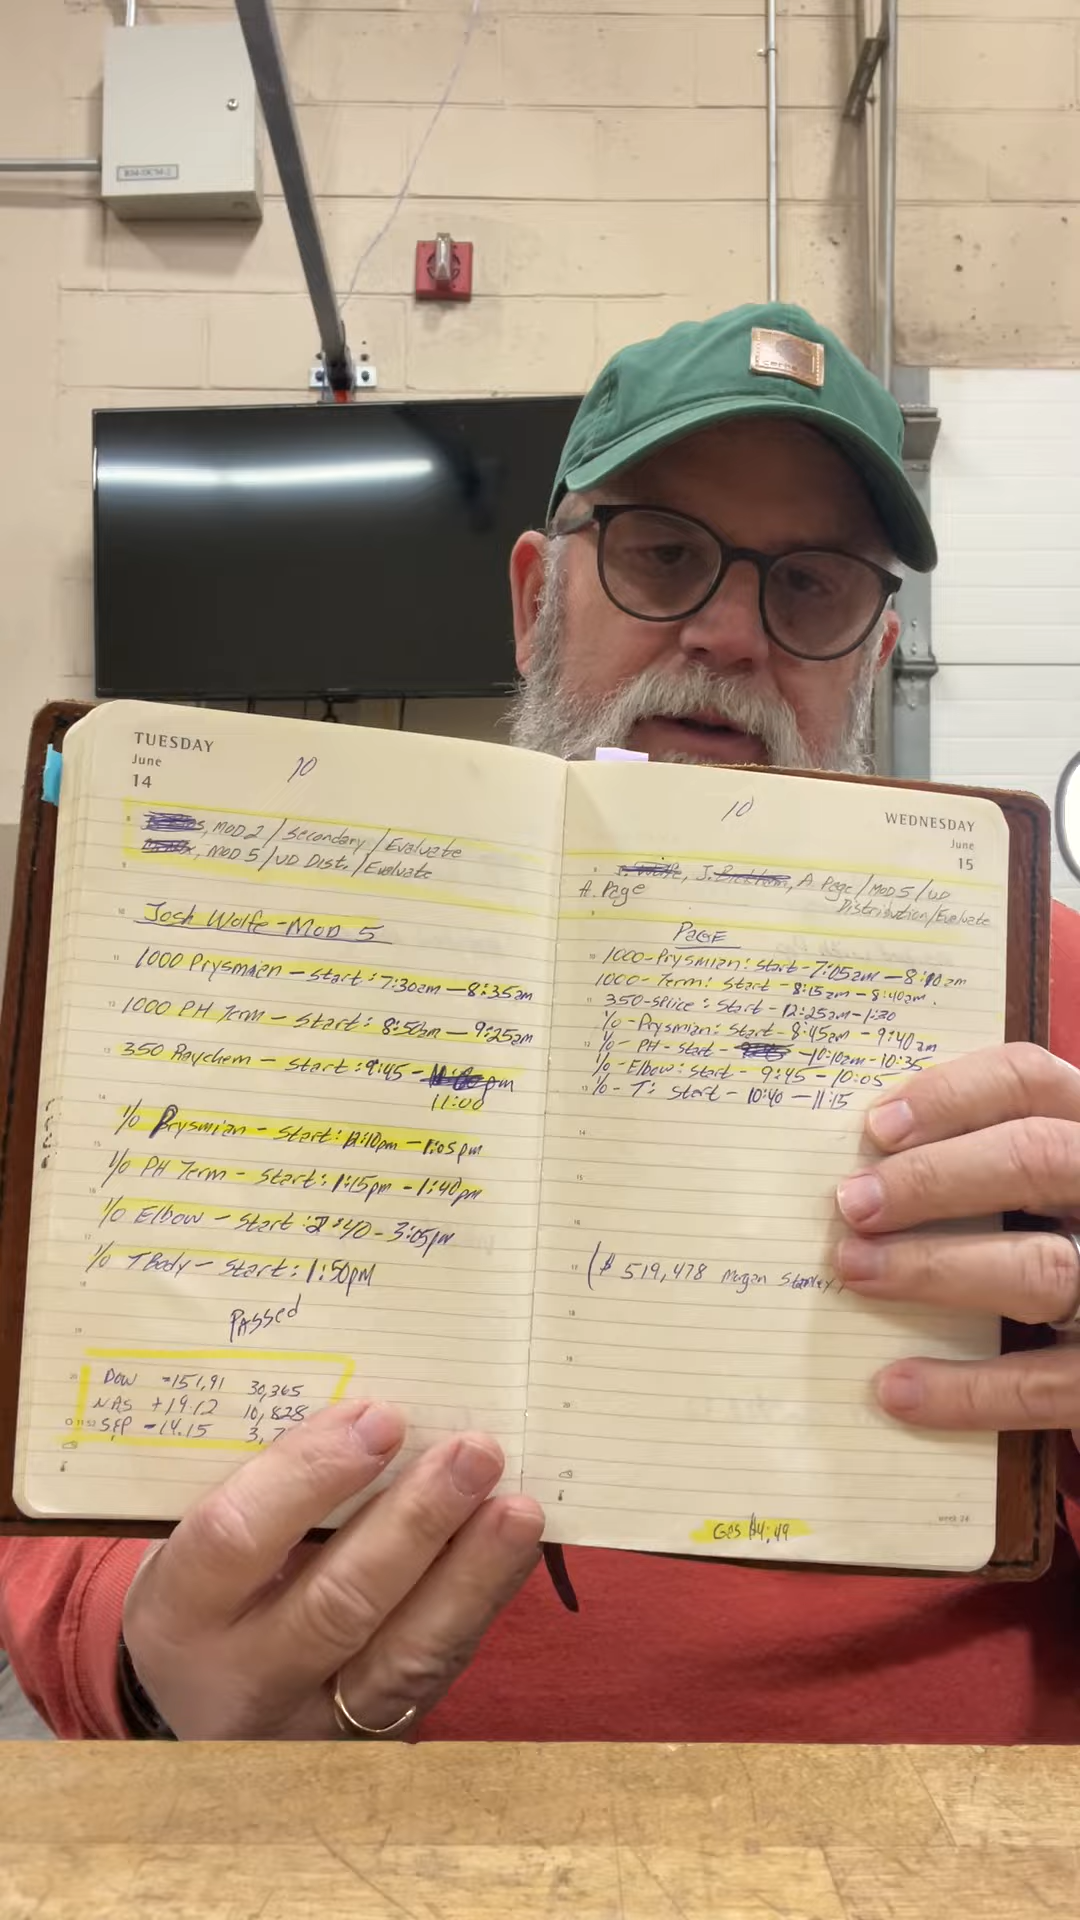 TUESDAY
June
14
10
MOD 2 / Secondary / Evaluate
MOD 5 / UD Dist. / Evaluate
Josh Wolfe - Mod 5
1000 Prysmian - Start: 7:30am - 8:35am
1000 PH Term - Start: 8:50am - 9:25am
350 Raychem - Start: 9:45 - pm
11:00
1/0 Prysmian - Start: 12:10pm - 1:05pm
1/0 PH Term - Start: 1:15pm - 1:40pm
1/0 Elbow - Start: 2:40 - 3:05pm
1/0 TBody - Start: 1:50pm
PASSED
DOW -151.91 30,365
NAS +19.12 10,828
S&P -14.15 3,7
10
WEDNESDAY
June
15
J. Wolfe, J. A. Page / MOD 5 / UD
A. Page Distribution/Evaluate
PAGE
1000-Prysmian: Start - 7:05am - 8:10am
1000-Term: Start - 8:15am - 8:40am.
350-Splice: Start - 12:25am - 1:30
1/0-Prysmian: Start - 8:45am - 9:40am
1/0-PH-Start - 10:10am - 10:35
1/0-Elbow: Start - 9:45 - 10:05
1/0-T: Start - 10:40 - 11:15
($ 519,478 Morgan Stanley
Gas $4.49
week 24